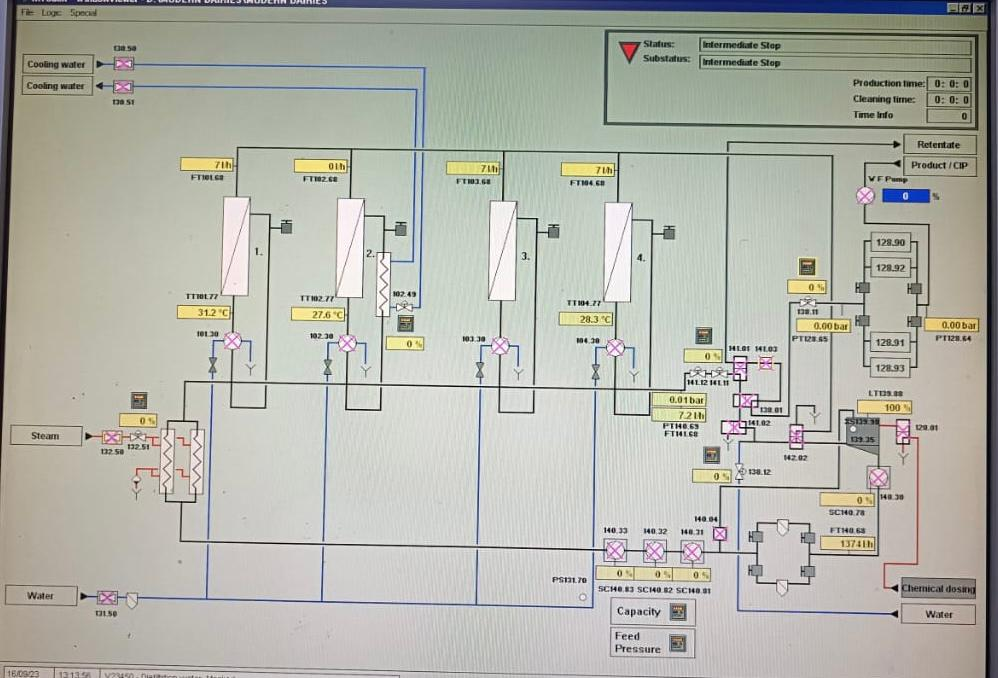 File Logic Special
Status: Intermediate Stop
Substatus: Intermediate Stop
Production time: 0: 0: 0
Cleaning time: 0: 0: 0
Time Info 0
130.50
Cooling water
Cooling water
130.51
Retentate
Product / CIP
W F Pump
0 %
7 l/h
FT101.68
0 l/h
FT102.68
7 l/h
FT103.68
7 l/h
FT104.68
1.
2.
3.
4.
128.90
128.92
128.91
128.93
TT101.77
31.2 °C
TT102.77
27.6 °C
102.49
0 %
TT104.77
28.3 °C
101.30
102.30
103.30
104.30
0 %
138.11
0.00 bar
PT128.65
0.00 bar
PT128.64
0 %
141.01 141.03
141.12 141.11
138.01
0.01 bar
7.2 l/h
PT140.69
FT141.68
141.02
142.02
LT139.88
100 %
139.35
120.01
0 %
138.12
Steam
0 %
132.50
132.51
140.30
0 %
SC140.78
FT140.68
1374 l/h
140.04
140.33 140.32 140.31
0 % 0 % 0 %
SC140.83 SC140.82 SC140.81
PS131.70
Water
131.50
Capacity
Feed
Pressure
Chemical dosing
Water
16/09/23 13:13:56